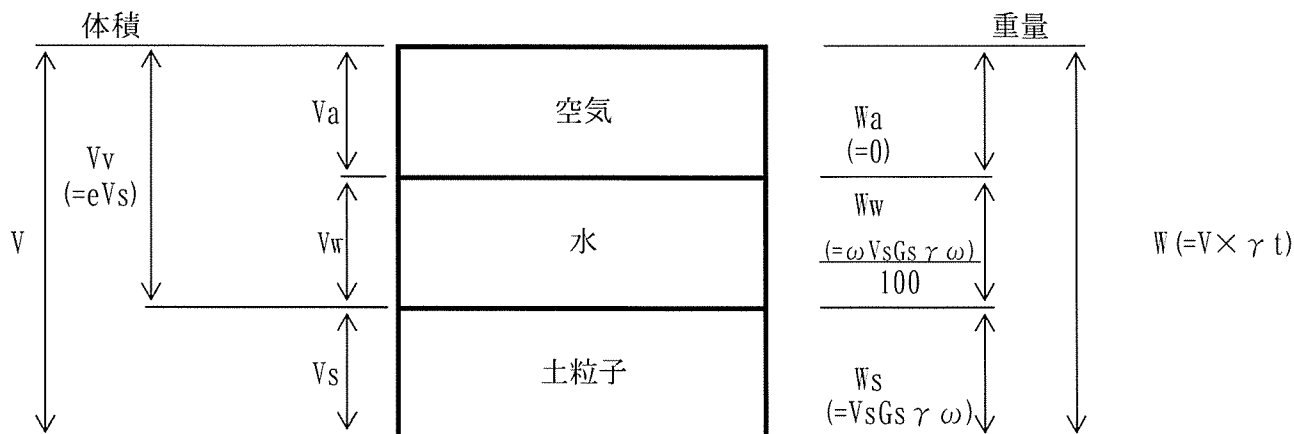 体積
重量
Va
空気
Wa
(=0)
Vv
(=eVs)
V
Vw
水
Ww
(=ωVsGsγω)
100
W(=V×γt)
Vs
土粒子
Ws
(=VsGsγω)